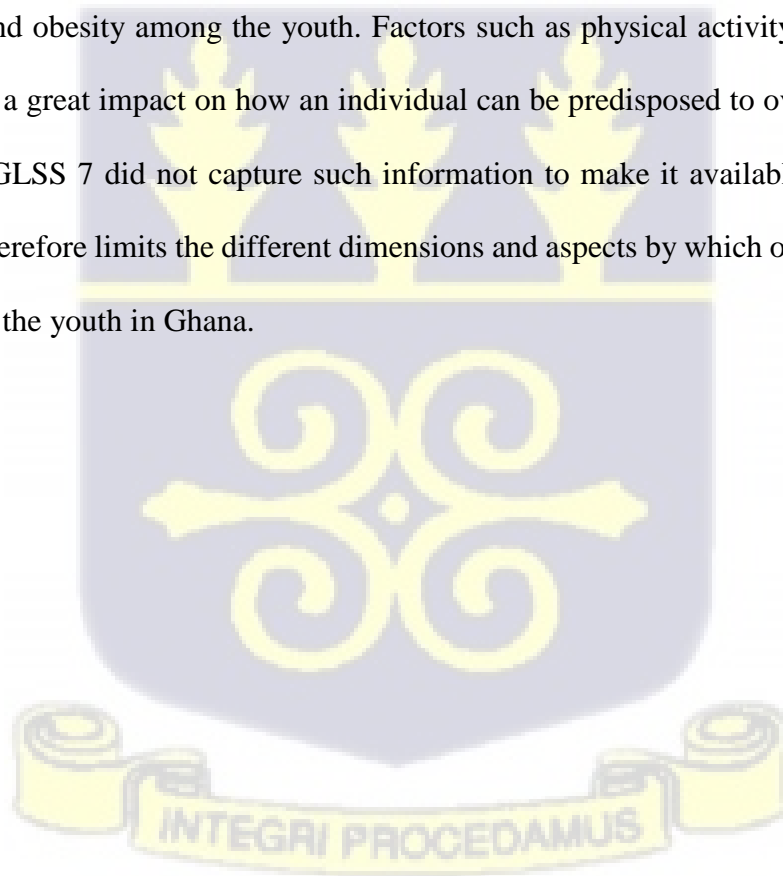 nd obesity among the youth. Factors such as physical activity
a great impact on how an individual can be predisposed to ov
GLSS 7 did not capture such information to make it availabl
erefore limits the different dimensions and aspects by which o
the youth in Ghana.
INTEGRI PROCEDAMUS